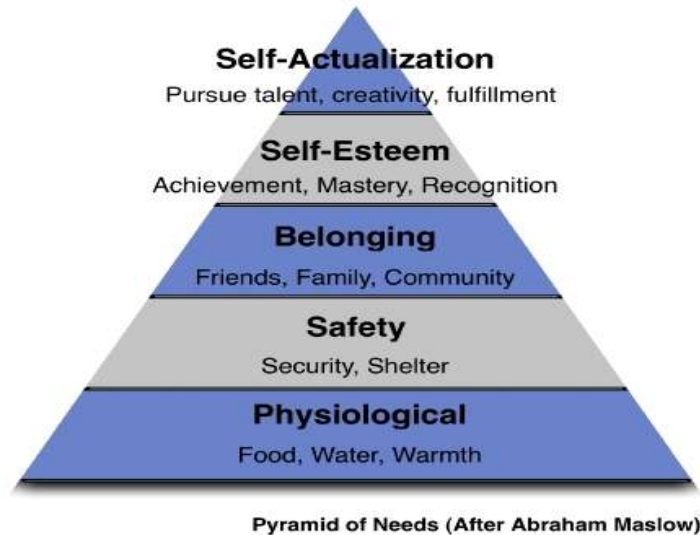 Self-Actualization
Pursue talent, creativity, fulfillment
Self-Esteem
Achievement, Mastery, Recognition
Belonging
Friends, Family, Community
Safety
Security, Shelter
Physiological
Food, Water, Warmth
Pyramid of Needs (After Abraham Maslow)